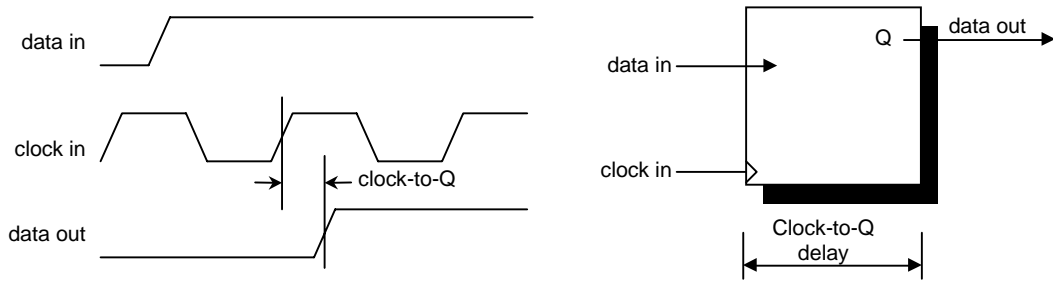 data in
clock in
clock-to-Q
data out
Q
data out
data in
clock in
Clock-to-Q
delay